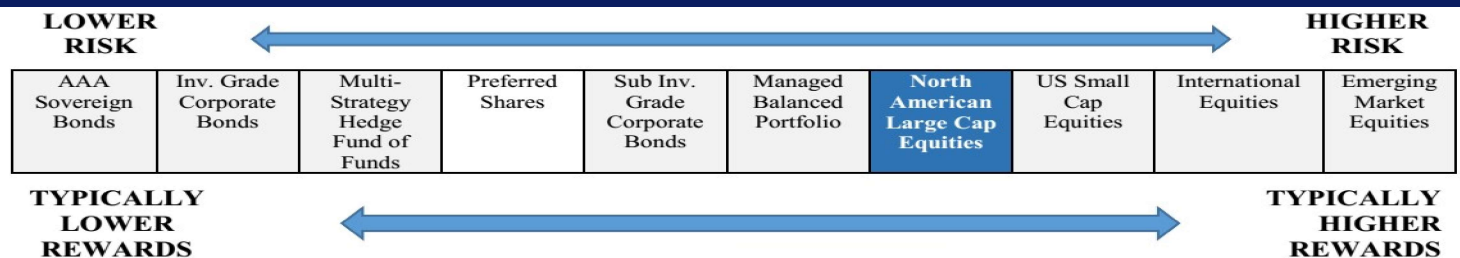 LOWER
RISK
HIGHER
RISK
AAA
Sovereign
Bonds
Inv. Grade
Corporate
Bonds
Multi-
Strategy
Hedge
Fund of
Funds
Preferred
Shares
Sub Inv.
Grade
Corporate
Bonds
Managed
Balanced
Portfolio
North
American
Large Cap
Equities
US Small
Cap
Equities
International
Equities
Emerging
Market
Equities
TYPICALLY
LOWER
REWARDS
TYPICALLY
HIGHER
REWARDS